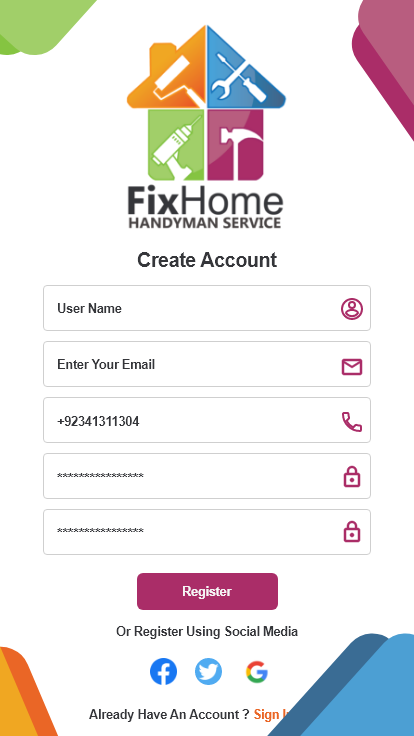 FixHome
HANDYMAN SERVICE
Create Account
User Name
Enter Your Email
+92341311304
****************
****************
Register
Or Register Using Social Media
Already Have An Account ? Sign